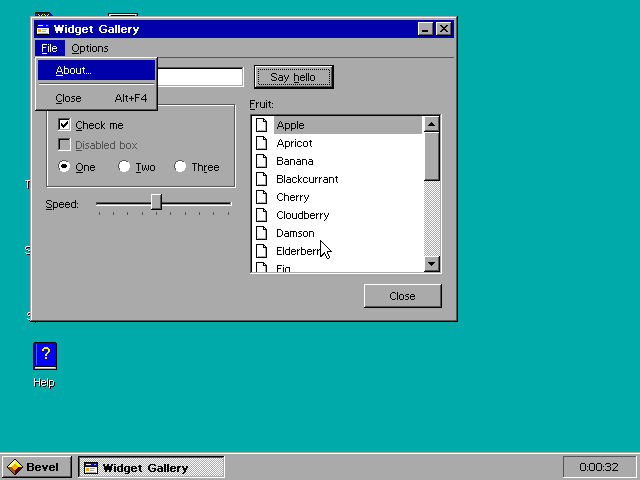 Widget Gallery
File Options
About...
Close Alt+F4
Say hello
Fruit:
Check me
Disabled box
One Two Three
Speed:
Apple
Apricot
Banana
Blackcurrant
Cherry
Cloudberry
Damson
Elderberry
Fig
Close
Help
Bevel
Widget Gallery
0:00:32